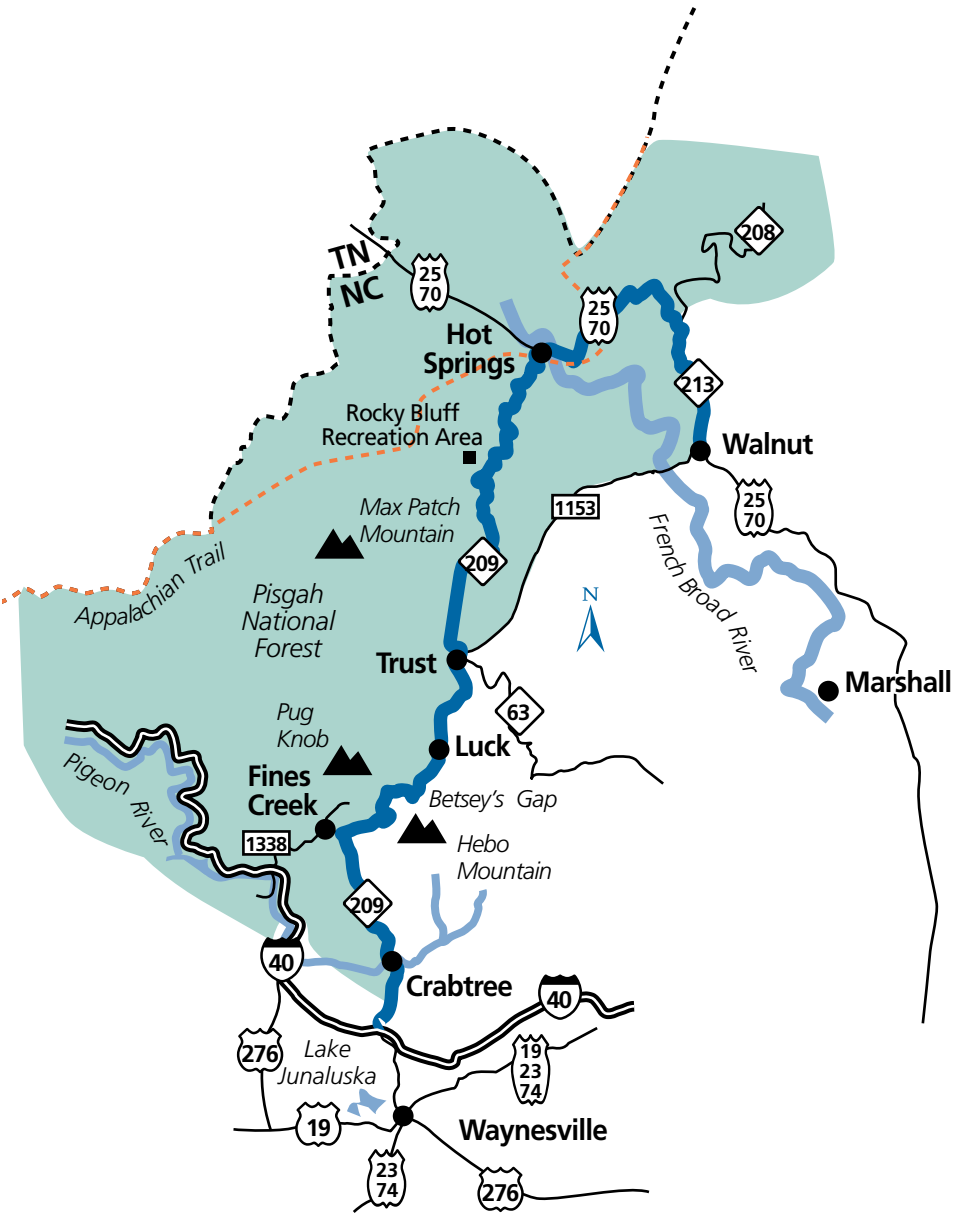 208
TN
NC
25
70
25
70
Hot
Springs
213
Rocky Bluff
Recreation Area
Walnut
Max Patch
Mountain
1153
25
70
209
French Broad River
Appalachian Trail
Pisgah
National
Forest
N
Trust
Marshall
63
Pug
Knob
Luck
Pigeon River
Fines
Creek
Betsey's Gap
1338
Hebo
Mountain
209
40
Crabtree
40
276
Lake
Junaluska
19
23
74
19
Waynesville
23
74
276